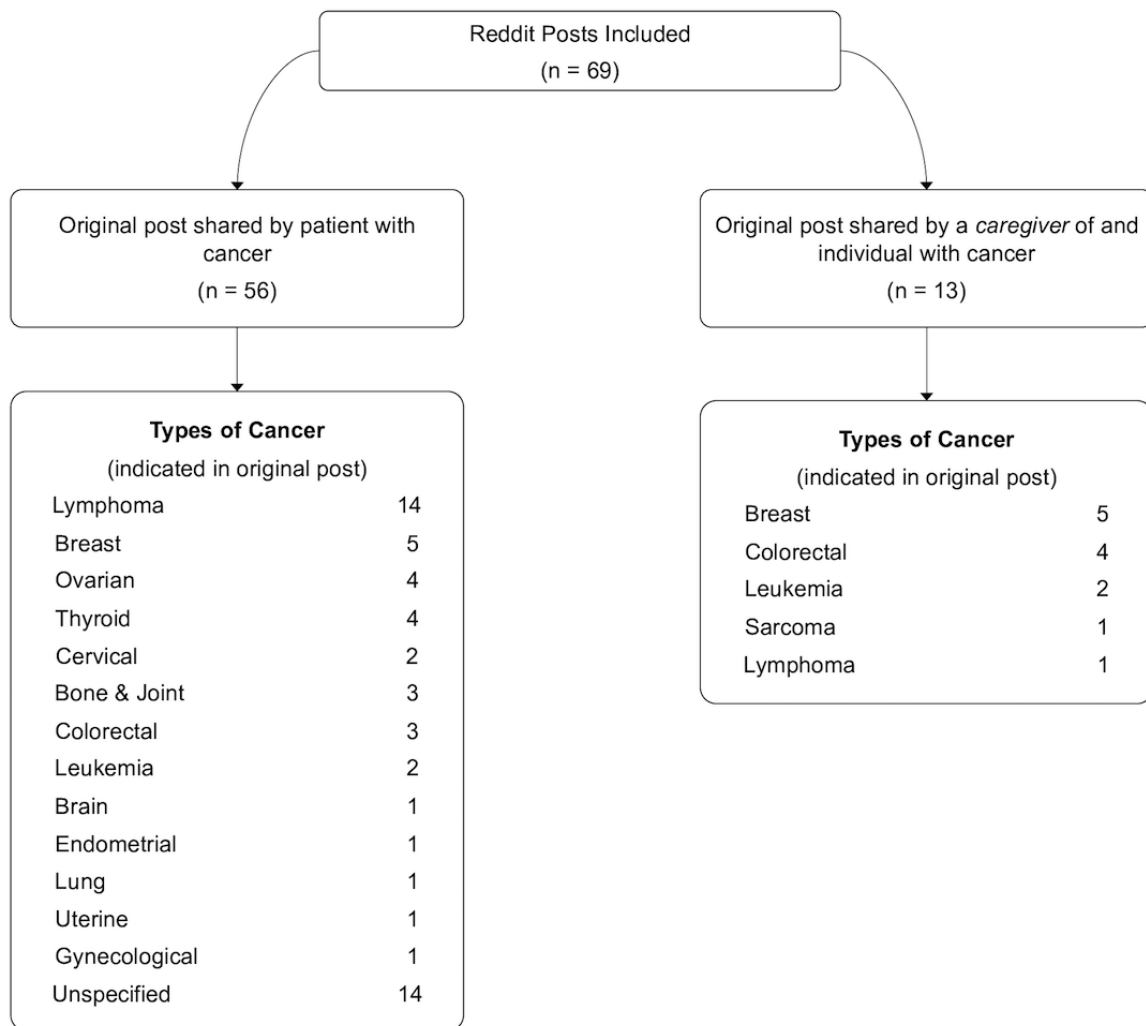 Reddit Posts Included
(n = 69)
Original post shared by patient with
cancer
(n = 56)
Original post shared by a caregiver of and
individual with cancer
(n = 13)
Types of Cancer
(indicated in original post)
Lymphoma 14
Breast 5
Ovarian 4
Thyroid 4
Cervical 2
Bone & Joint 3
Colorectal 3
Leukemia 2
Brain 1
Endometrial 1
Lung 1
Uterine 1
Gynecological 1
Unspecified 14
Types of Cancer
(indicated in original post)
Breast 5
Colorectal 4
Leukemia 2
Sarcoma 1
Lymphoma 1